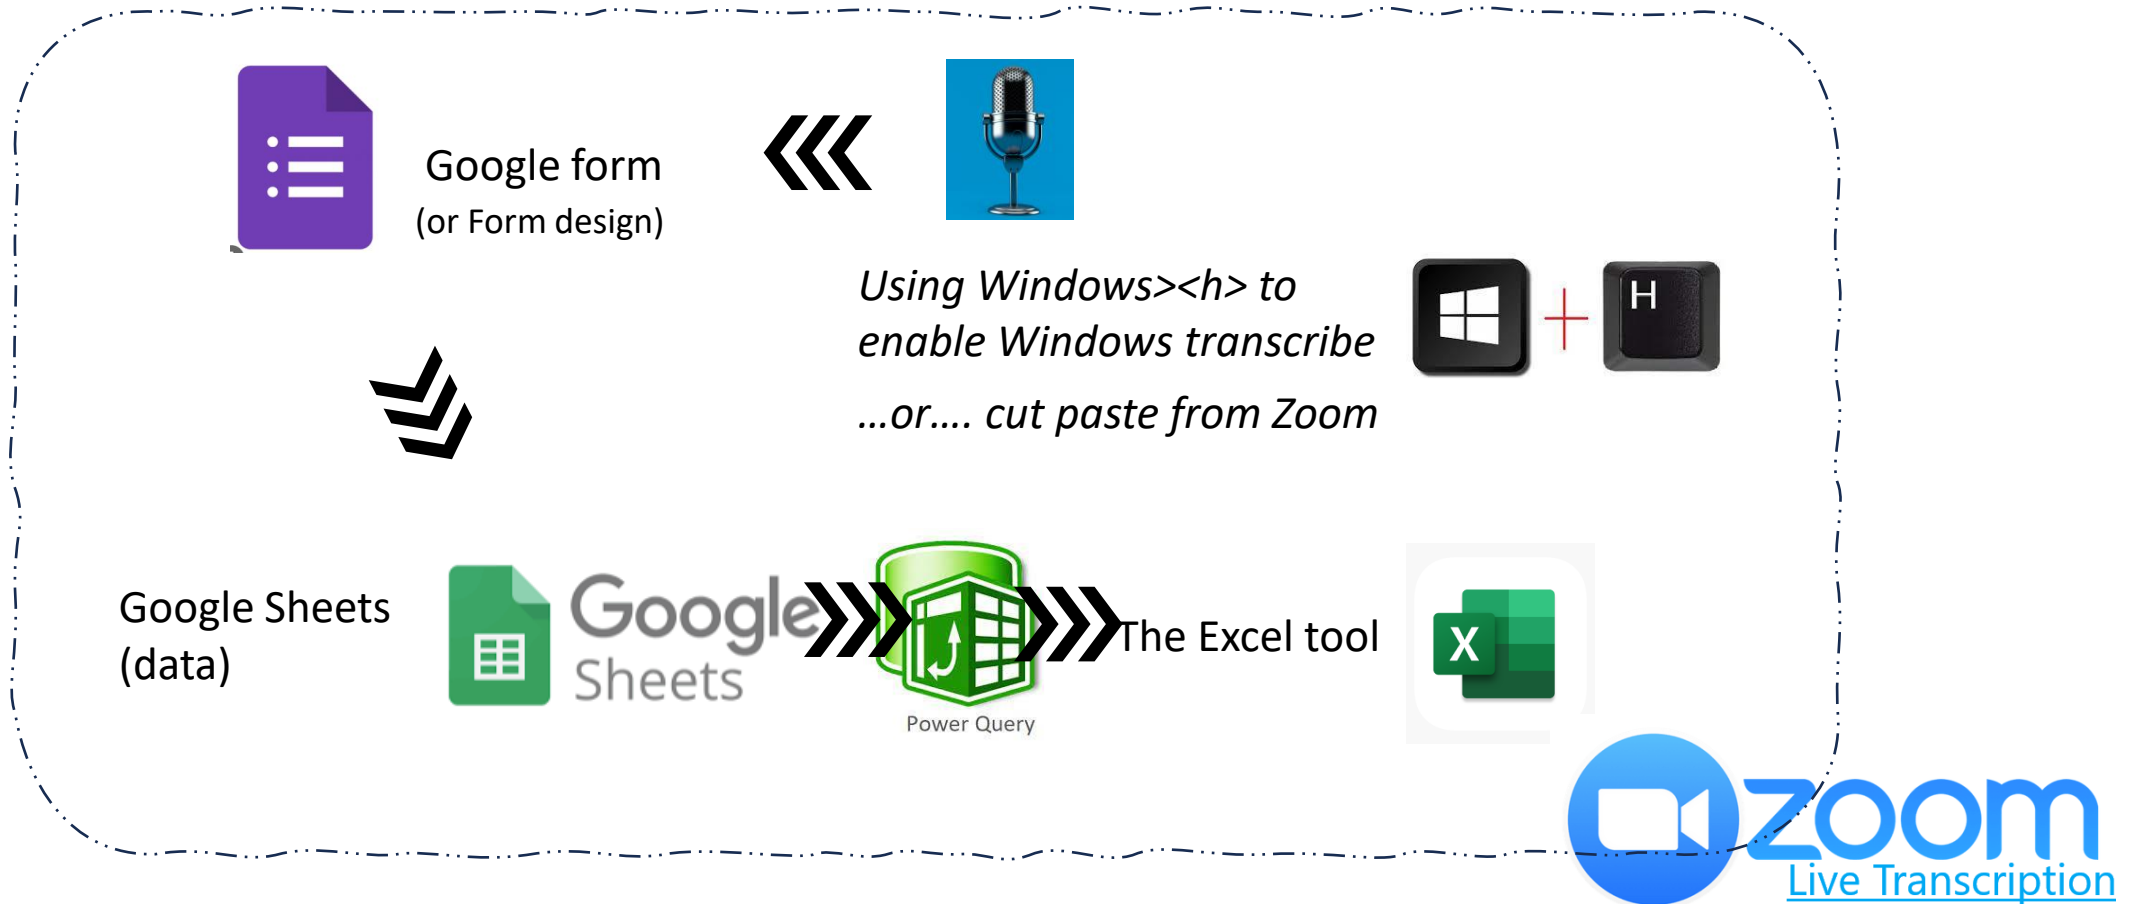 Google form
(or Form design)
Using Windows><h> to
enable Windows transcribe
…or…. cut paste from Zoom
H
Google Sheets
(data)
Google
Sheets
Power Query
The Excel tool
X
zoom
Live Transcription